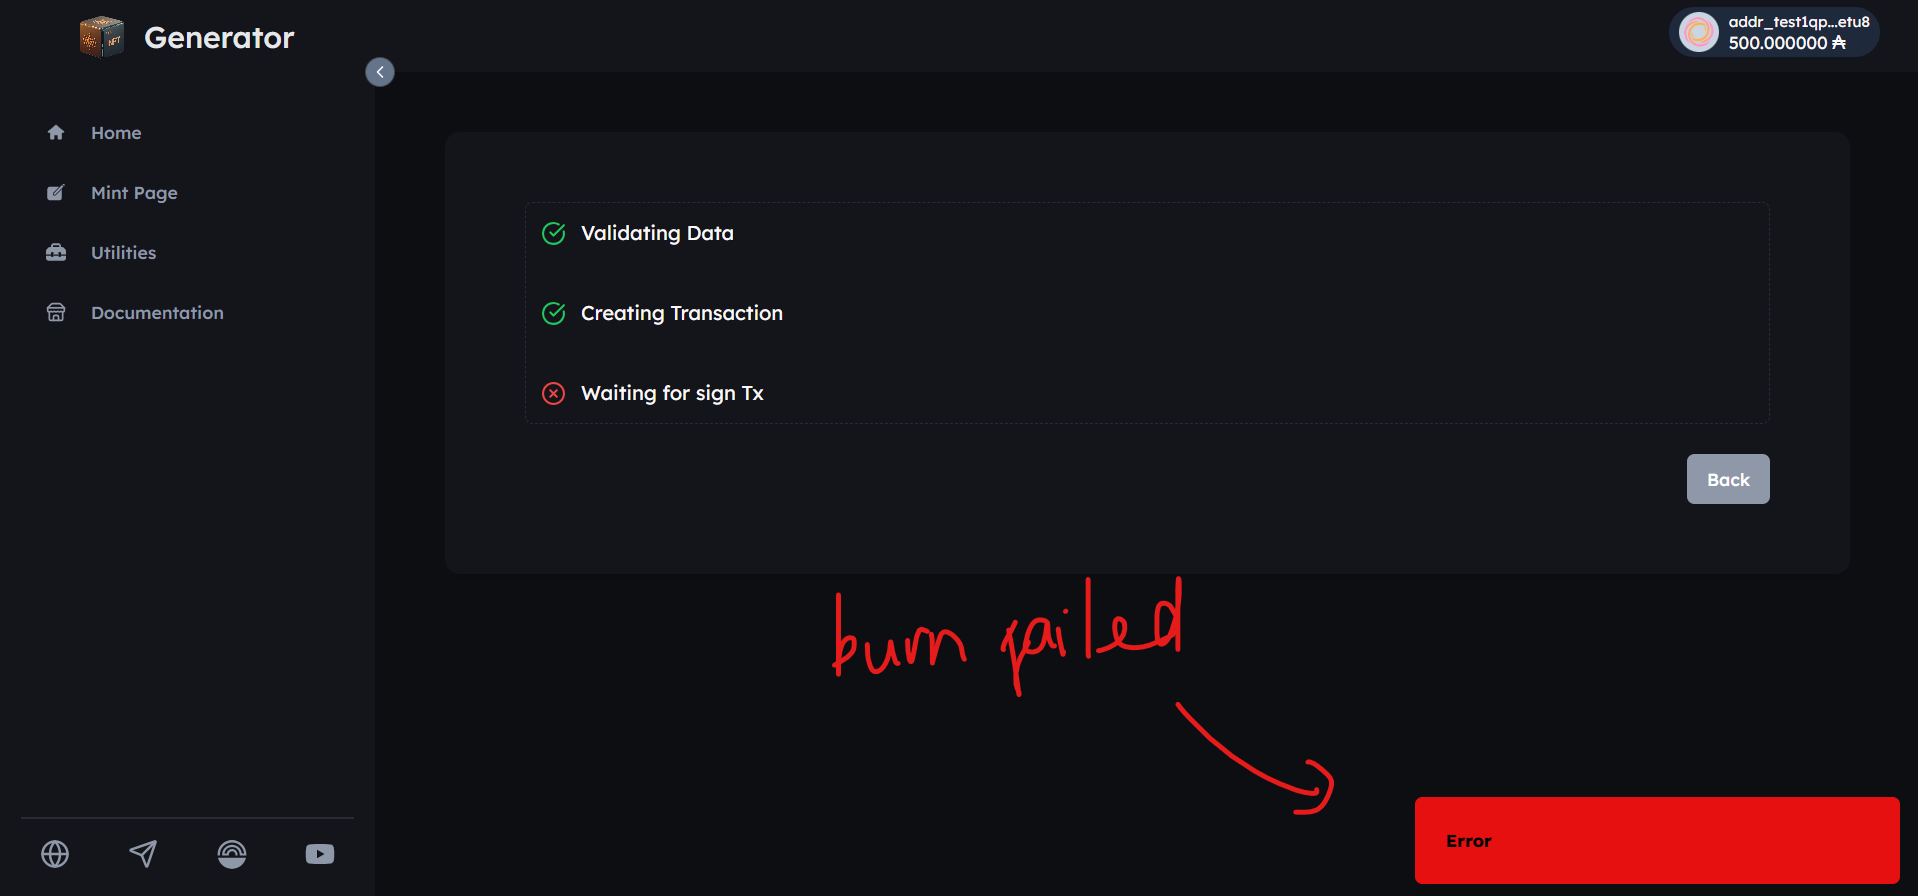 Generator
addr_test1qp...etu8
500.000000 ₳
Home
Mint Page
Utilities
Documentation
Validating Data
Creating Transaction
Waiting for sign Tx
Back
burn failed
Error
NFT